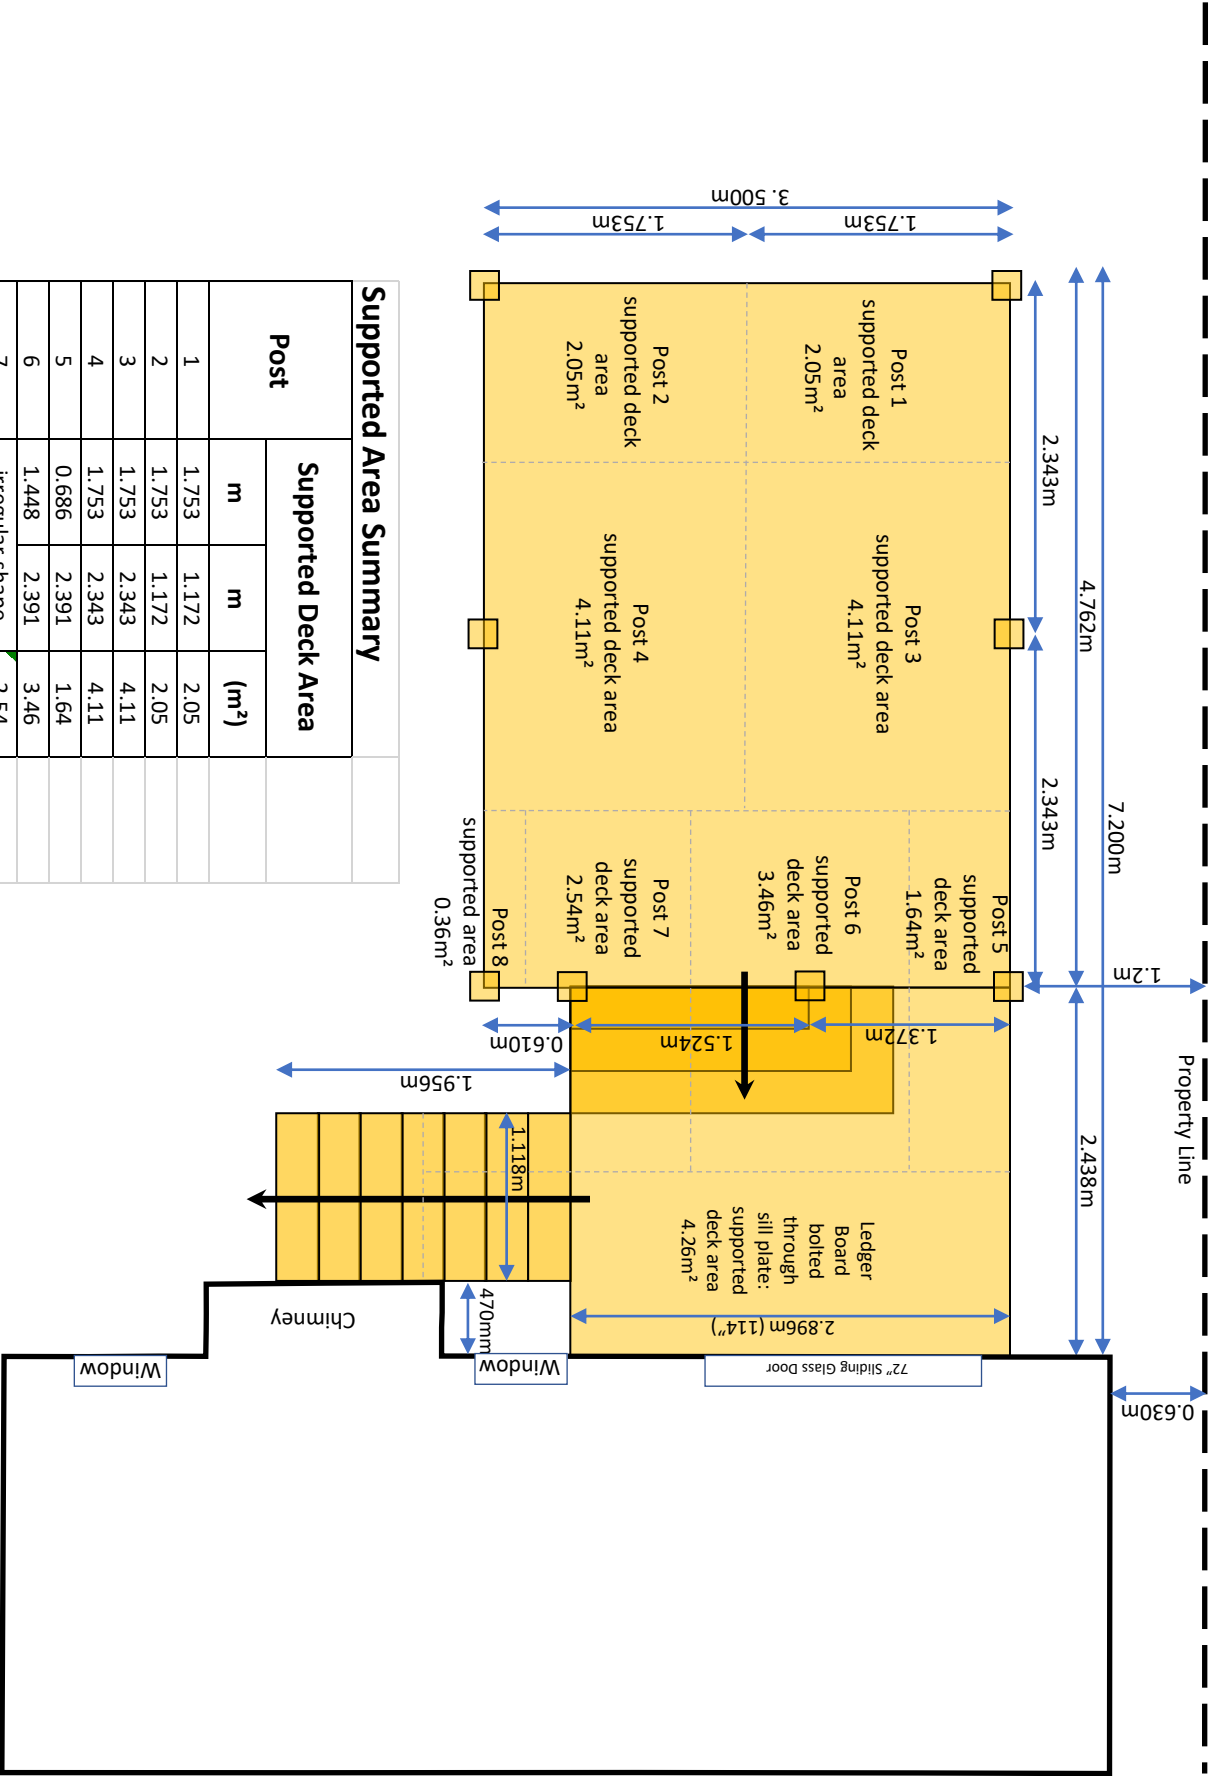 Supported Area Summary
Post
Supported Deck Area
m
m
(m²)
1
1.753
1.172
2.05
2
1.753
1.172
2.05
3
1.753
2.343
4.11
4
1.753
2.343
4.11
5
0.686
2.391
1.64
6
1.448
2.391
3.46
7
irregular shape
2.54
3.500m
1.753m
1.753m
Post 1
supported deck
area
2.05m²
Post 2
supported deck
area
2.05m²
Post 3
supported deck area
4.11m²
Post 4
supported deck area
4.11m²
Post 5
supported
deck area
1.64m²
Post 6
supported
deck area
3.46m²
Post 7
supported
deck area
2.54m²
Post 8
supported area
0.36m²
2.343m
2.343m
4.762m
7.200m
2.438m
1.2m
Property Line
0.610m
1.524m
1.372m
1.956m
1.118m
Ledger
Board
bolted
through
sill plate:
supported
deck area
4.26m²
2.896m (114")
470mm
Chimney
Window
Window
72" Sliding Glass Door
0.630m